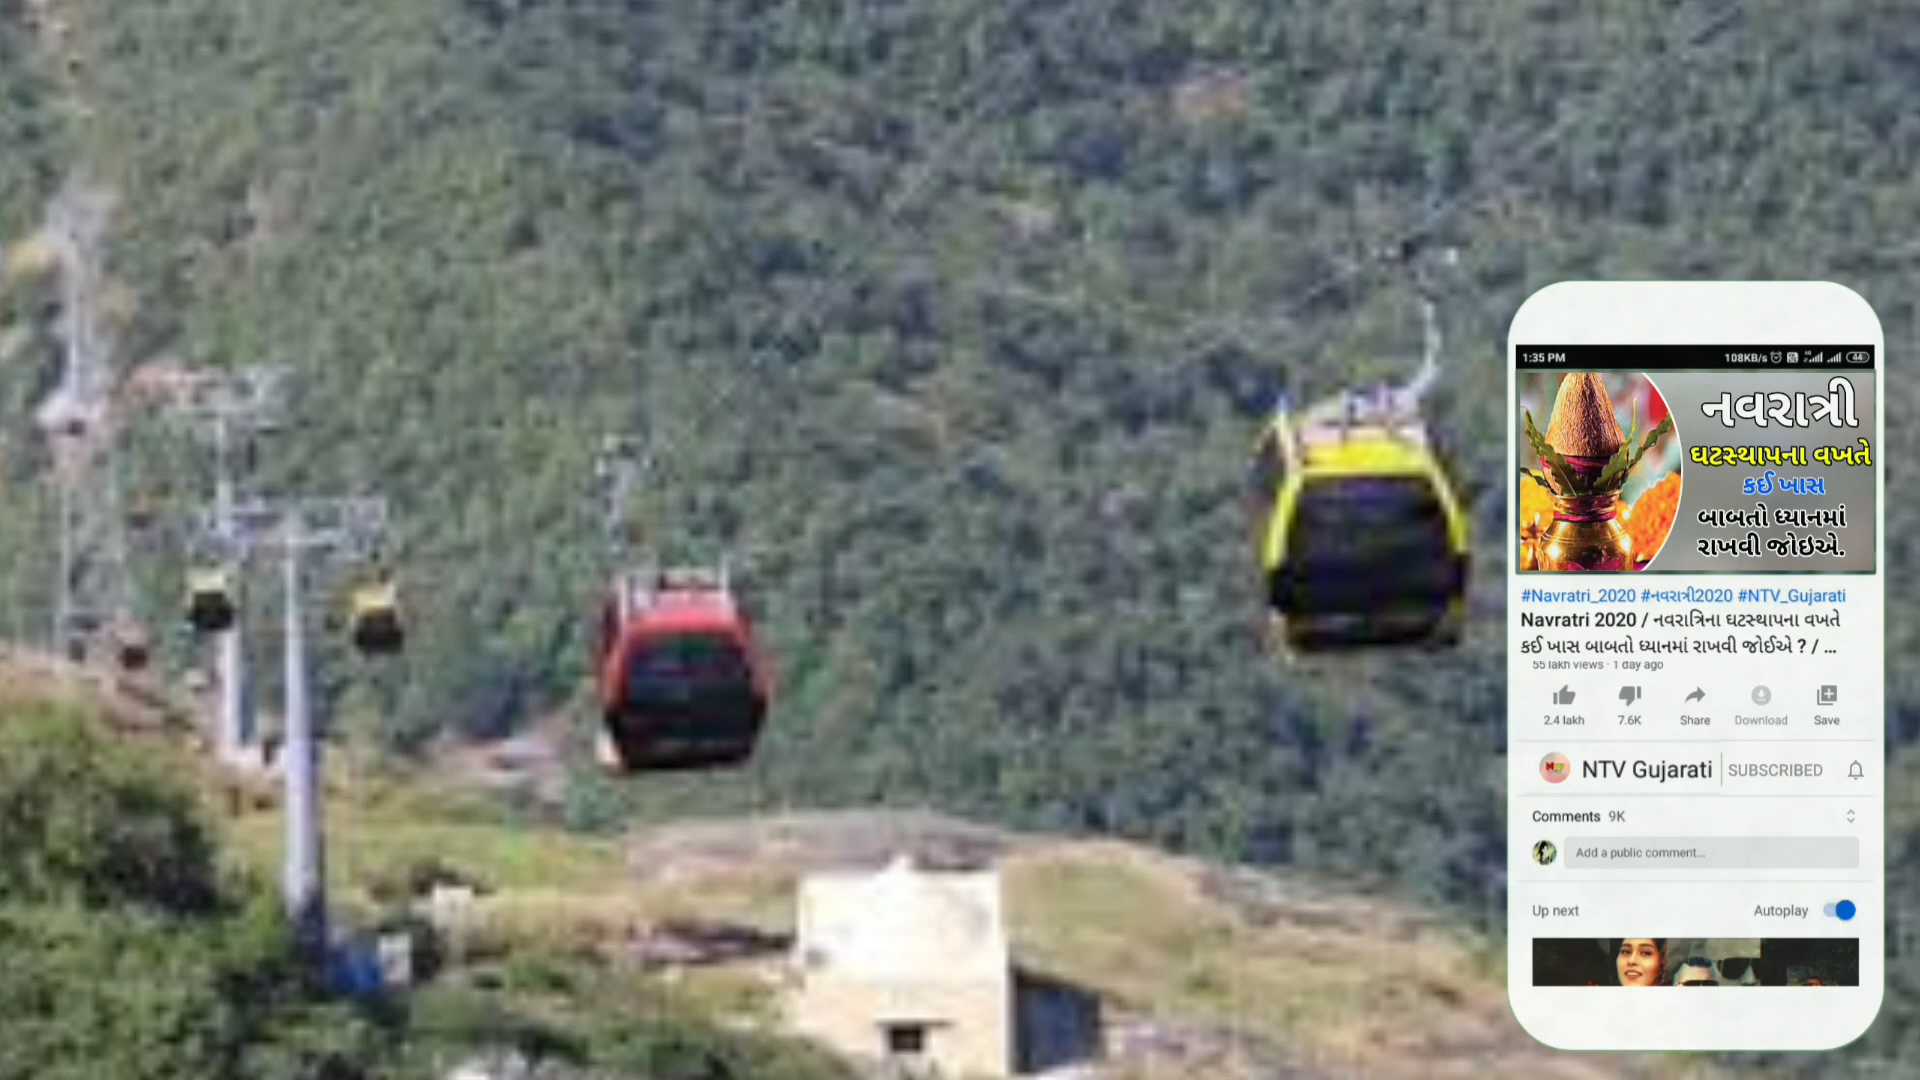 1:35 PM 108KB/s 44
નવરાત્રી
ઘટસ્થાપના વખતે
કઈ ખાસ
બાબતો ધ્યાનમાં
રાખવી જોઇએ.
#Navratri_2020 #નવરાત્રી2020 #NTV_Gujarati
Navratri 2020 / નવરાત્રિના ઘટસ્થાપના વખતે
કઈ ખાસ બાબતો ધ્યાનમાં રાખવી જોઈએ ? / ...
55 lakh views · 1 day ago
2.4 lakh 7.6K Share Download Save
NTV Gujarati SUBSCRIBED
Comments 9K
Add a public comment...
Up next Autoplay